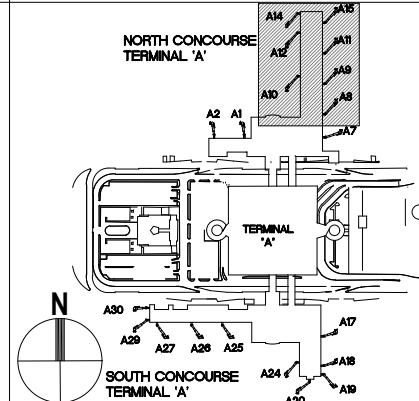 A14
A15
NORTH CONCOURSE
TERMINAL 'A'
A12
A11
A10
A9
A8
A2
A1
A7
TERMINAL
'A'
N
A30
A29
A27
A26
A25
A17
A24
A18
A19
A20
SOUTH CONCOURSE
TERMINAL 'A'